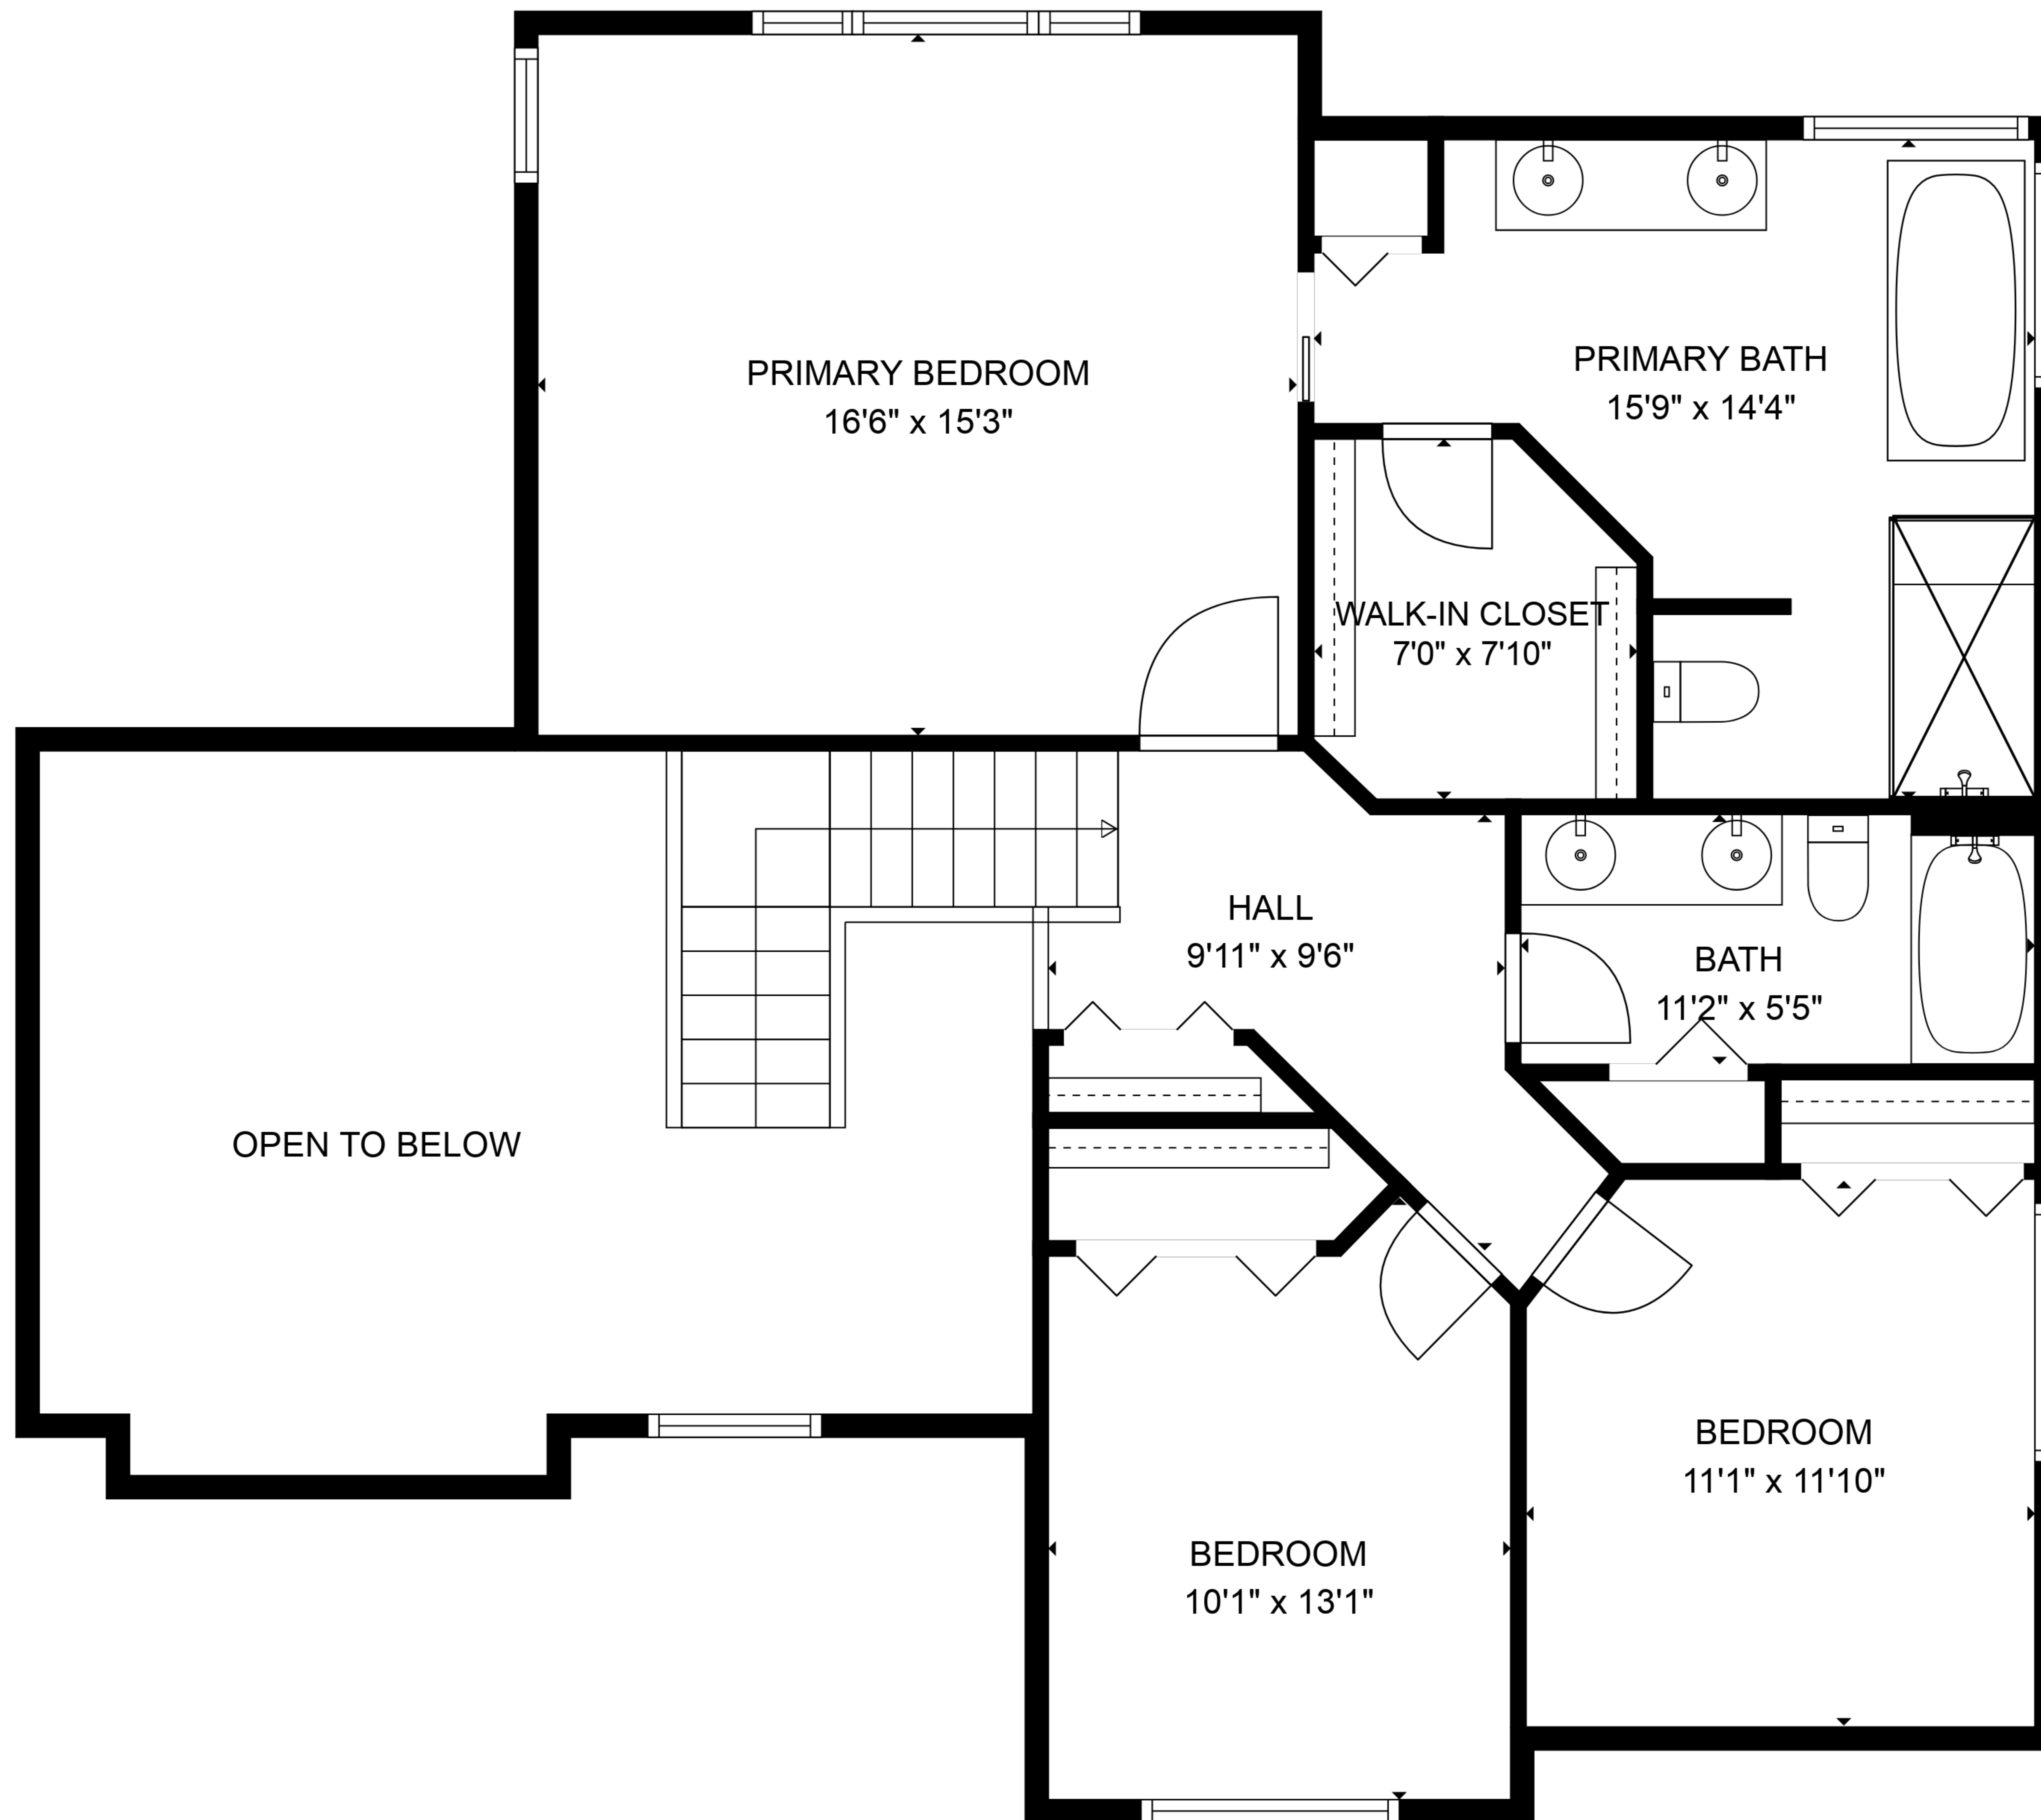 PRIMARY BEDROOM
16'6" x 15'3"
PRIMARY BATH
15'9" x 14'4"
WALK-IN CLOSET
7'0" x 7'10"
HALL
9'11" x 9'6"
BATH
11'2" x 5'5"
OPEN TO BELOW
BEDROOM
11'1" x 11'10"
BEDROOM
10'1" x 13'1"